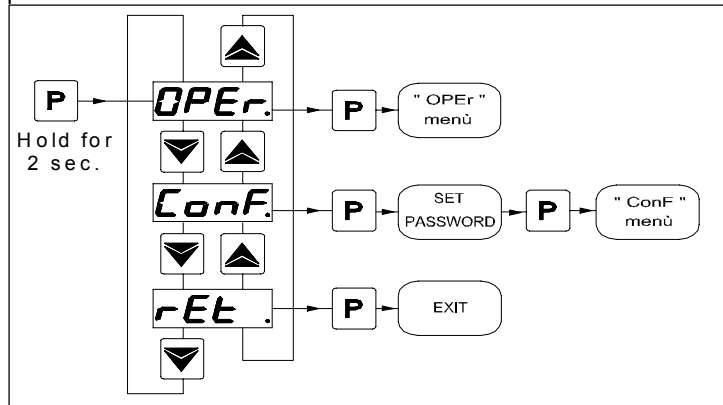 OPEr.
P
P
" OPEr "
menù
Hold for
2 sec.
ConF.
P
SET
PASSWORD
P
" ConF "
menù
rEt .
P
EXIT